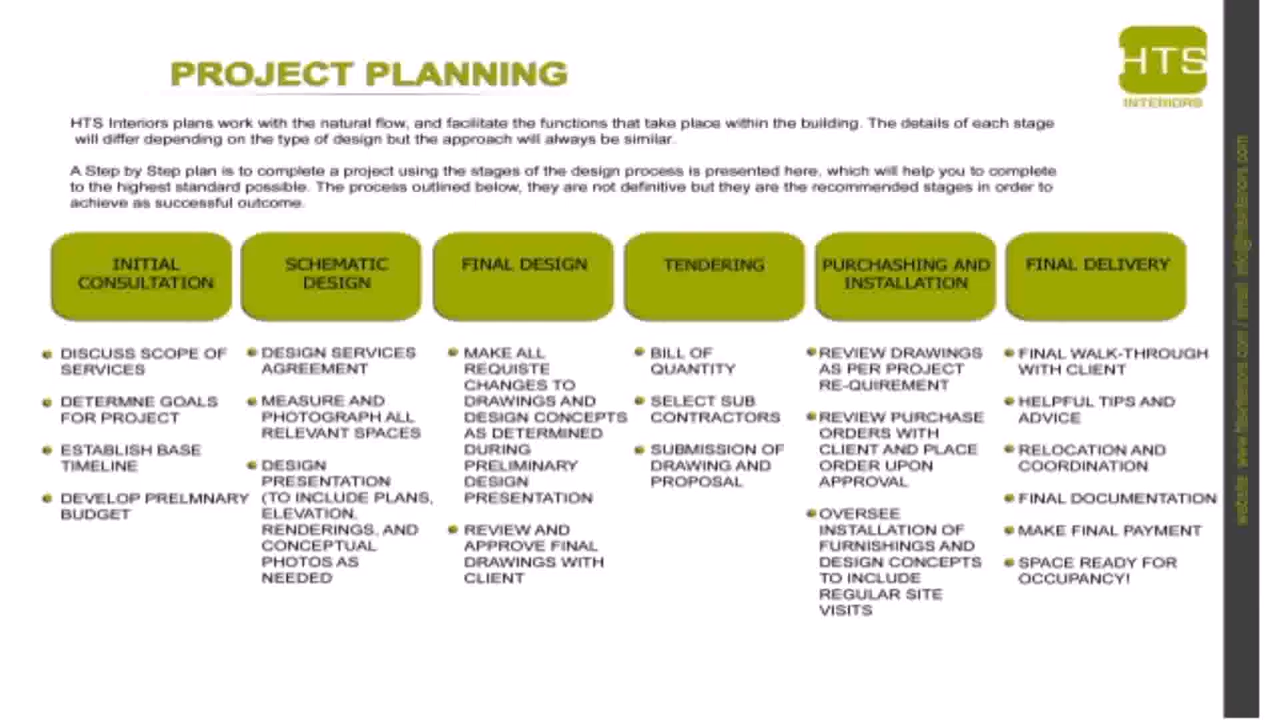 HTS
INTERIORS
PROJECT PLANNING
HTS Interiors plans work with the natural flow, and facilitate the functions that take place within the building. The details of each stage
will differ depending on the type of design but the approach will always be similar.
A Step by Step plan is to complete a project using the stages of the design process is presented here, which will help you to complete
to the highest standard possible. The process outlined below, they are not definitive but they are the recommended stages in order to
achieve as successful outcome.
INITIAL
CONSULTATION
DISCUSS SCOPE OF
SERVICES
DETERMNE GOALS
FOR PROJECT
ESTABLISH BASE
TIMELINE
DEVELOP PRELMNARY
BUDGET
SCHEMATIC
DESIGN
DESIGN SERVICES
AGREEMENT
MEASURE AND
PHOTOGRAPH ALL
RELEVANT SPACES
DESIGN
PRESENTATION
(TO INCLUDE PLANS,
ELEVATION,
RENDERINGS, AND
CONCEPTUAL
PHOTOS AS
NEEDED
FINAL DESIGN
MAKE ALL
REQUISTE
CHANGES TO
DRAWINGS AND
DESIGN CONCEPTS
AS DETERMINED
DURING
PRELIMINARY
DESIGN
PRESENTATION
REVIEW AND
APPROVE FINAL
DRAWINGS WITH
CLIENT
TENDERING
BILL OF
QUANTITY
SELECT SUB
CONTRACTORS
SUBMISSION OF
DRAWING AND
PROPOSAL
PURCHASHING AND
INSTALLATION
REVIEW DRAWINGS
AS PER PROJECT
RE-QUIREMENT
REVIEW PURCHASE
ORDERS WITH
CLIENT AND PLACE
ORDER UPON
APPROVAL
OVERSEE
INSTALLATION OF
FURNISHINGS AND
DESIGN CONCEPTS
TO INCLUDE
REGULAR SITE
VISITS
FINAL DELIVERY
FINAL WALK-THROUGH
WITH CLIENT
HELPFUL TIPS AND
ADVICE
RELOCATION AND
COORDINATION
FINAL DOCUMENTATION
MAKE FINAL PAYMENT
SPACE READY FOR
OCCUPANCY!
website www.htsinteriors.com / email info@htsinteriors.com